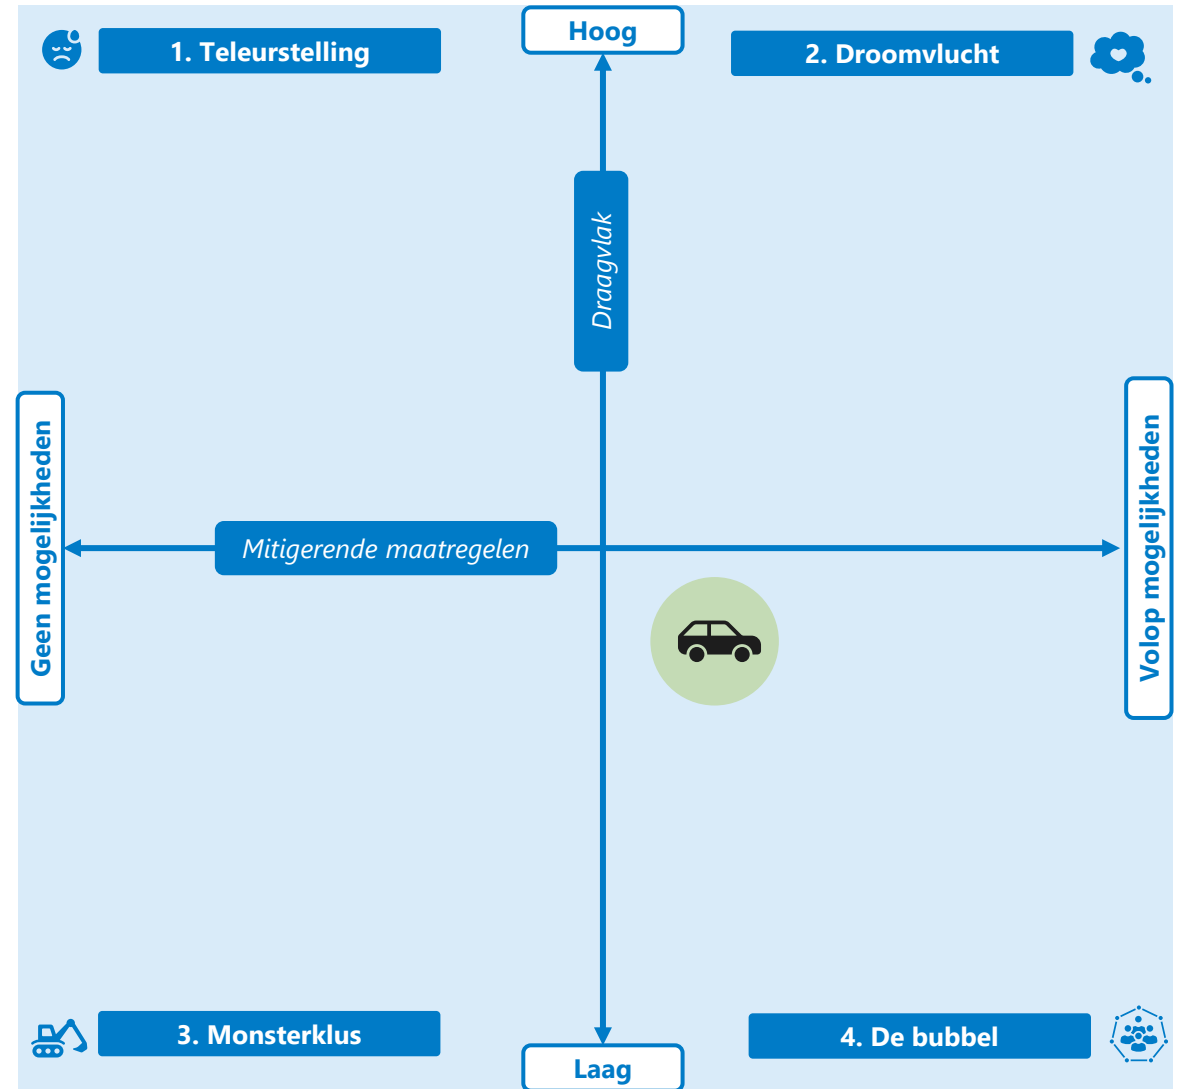 Hoog
1. Teleurstelling
2. Droomvlucht
Draagvlak
Geen mogelijkheden
Mitigerende maatregelen
Volop mogelijkheden
3. Monsterklus
4. De bubbel
Laag